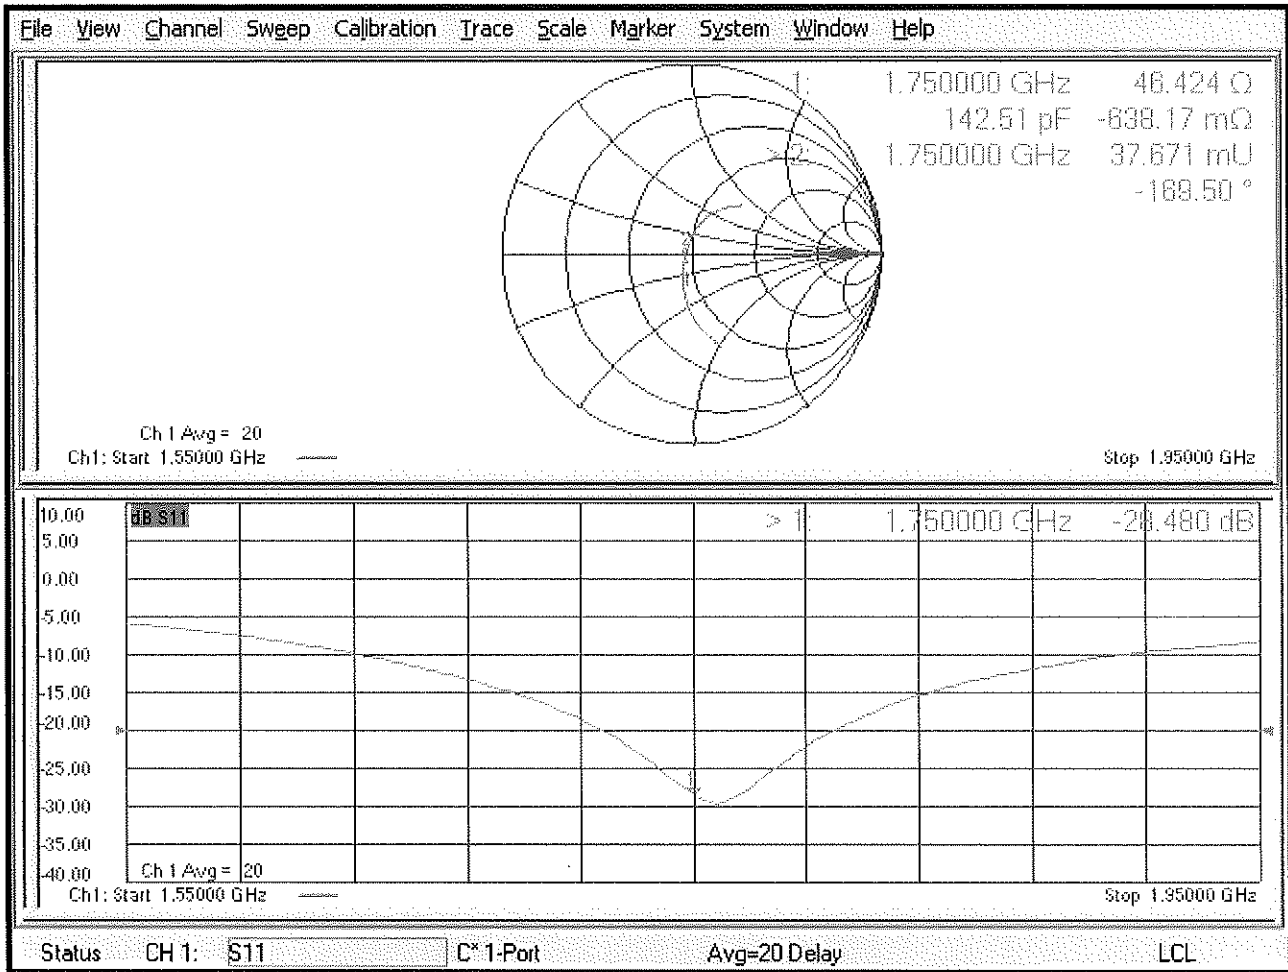 File View Channel Sweep Calibration Trace Scale Marker System Window Help
1: 1.750000 GHz 46.424 Ω
142.51 pF -638.17 mΩ
> 2: 1.750000 GHz 37.671 mU
-169.50 °
Ch 1 Avg = 20
Ch1: Start 1.55000 GHz
Stop 1.95000 GHz
10.00
dB S11
> 1: 1.750000 GHz -28.480 dB
5.00
0.00
-5.00
-10.00
-15.00
-20.00
-25.00
-30.00
-35.00
-40.00
1
Ch 1 Avg = 20
Ch1: Start 1.55000 GHz
Stop 1.95000 GHz
Status CH 1: S11 C* 1-Port Avg=20 Delay LCL